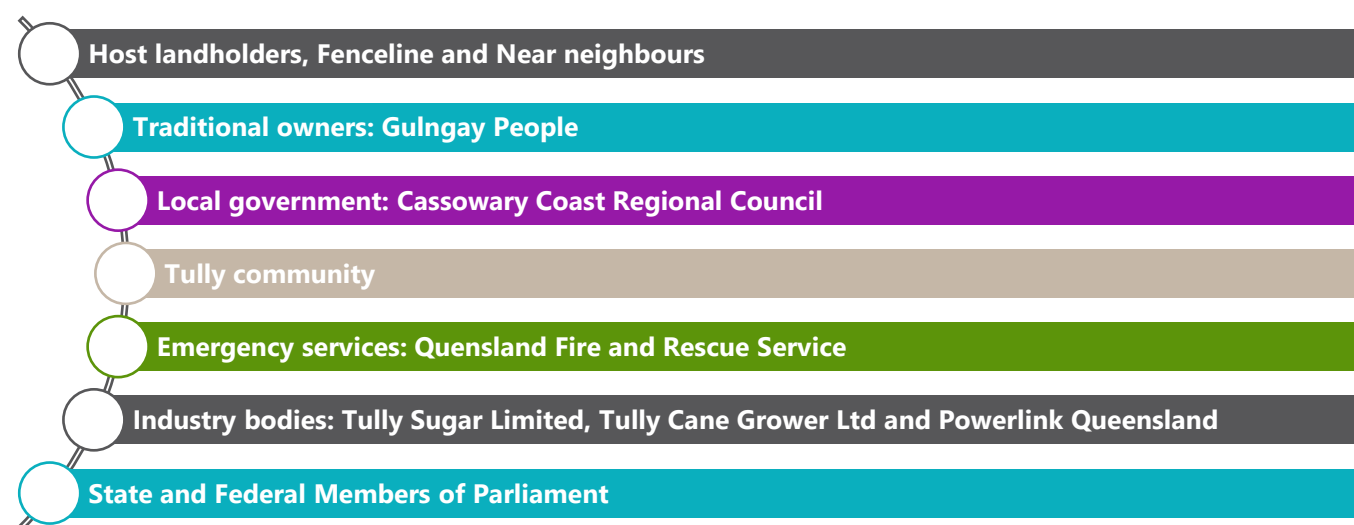 Host landholders, Fenceline and Near neighbours
Traditional owners: Gulngay People
Local government: Cassowary Coast Regional Council
Tully community
Emergency services: Quensland Fire and Rescue Service
Industry bodies: Tully Sugar Limited, Tully Cane Grower Ltd and Powerlink Queensland
State and Federal Members of Parliament